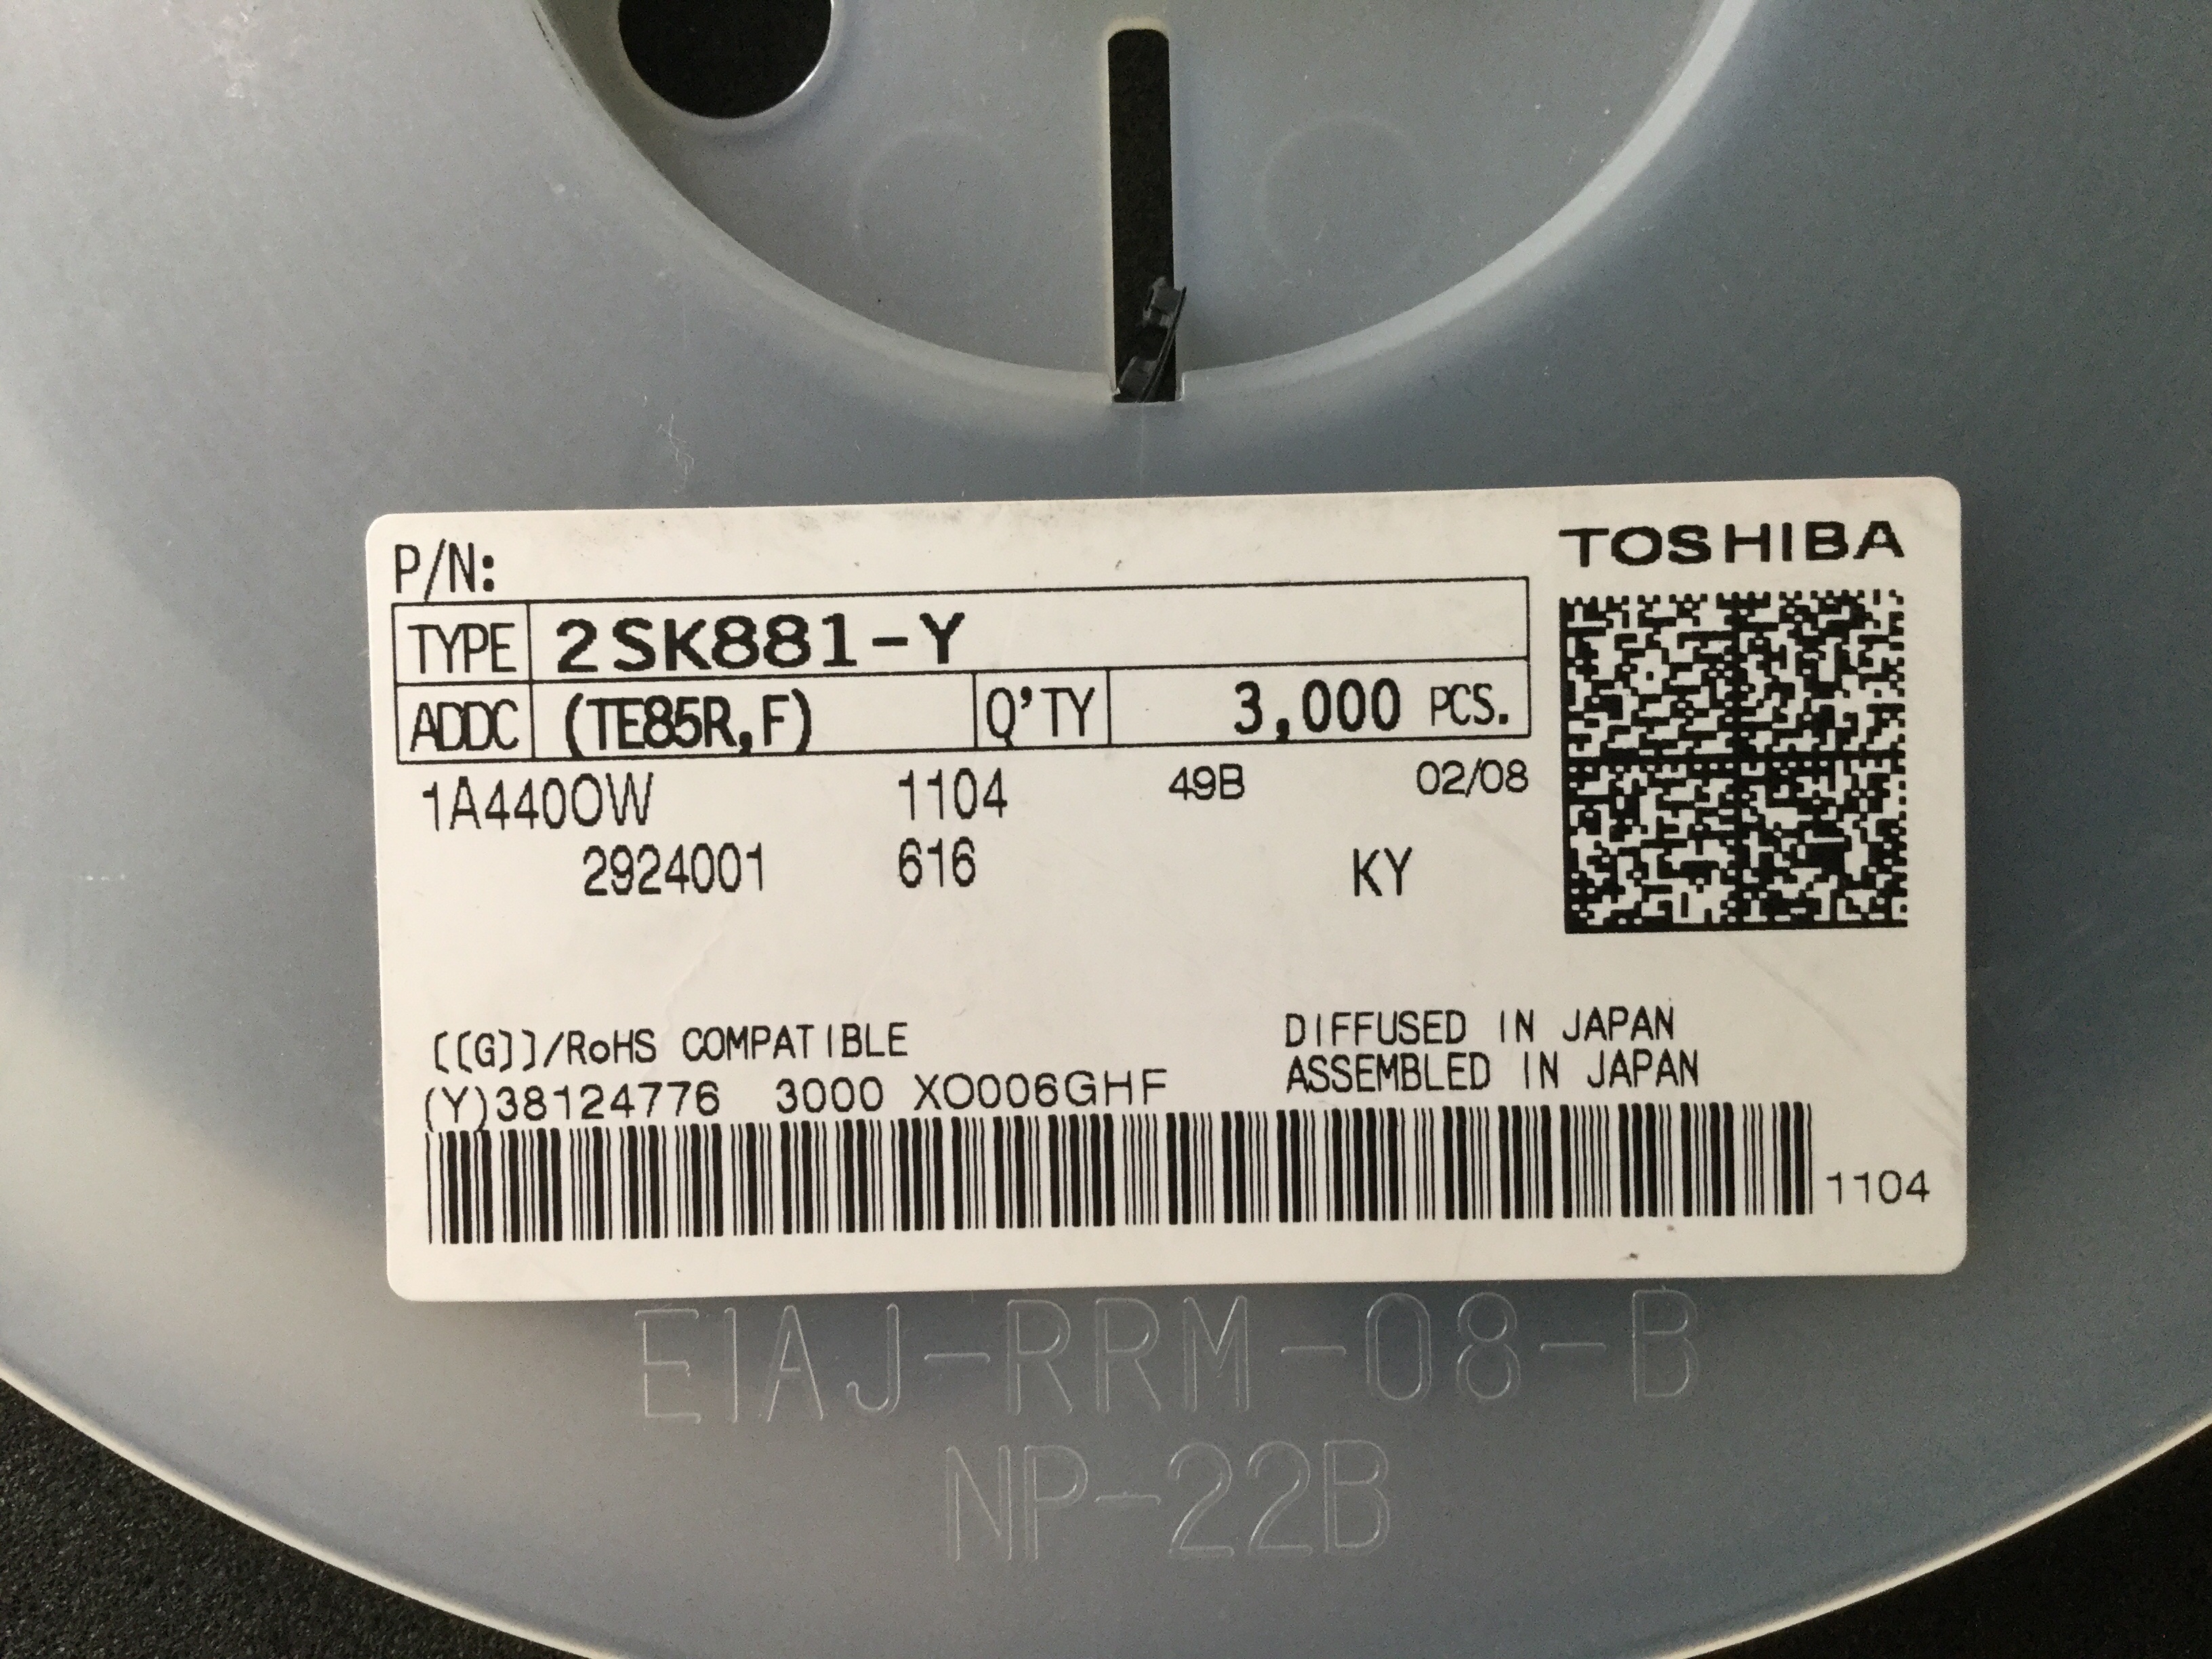 P/N:
TOSHIBA
TYPE 2SK881-Y
ADDC (TE85R,F) Q'TY 3,000 PCS.
1A440OW 1104 49B 02/08
2924001 616 KY
[[G]]/RoHS COMPATIBLE
DIFFUSED IN JAPAN
ASSEMBLED IN JAPAN
(Y)38124776 3000 XO006GHF
1104
EIAJ-RRM-08-B
NP-22B